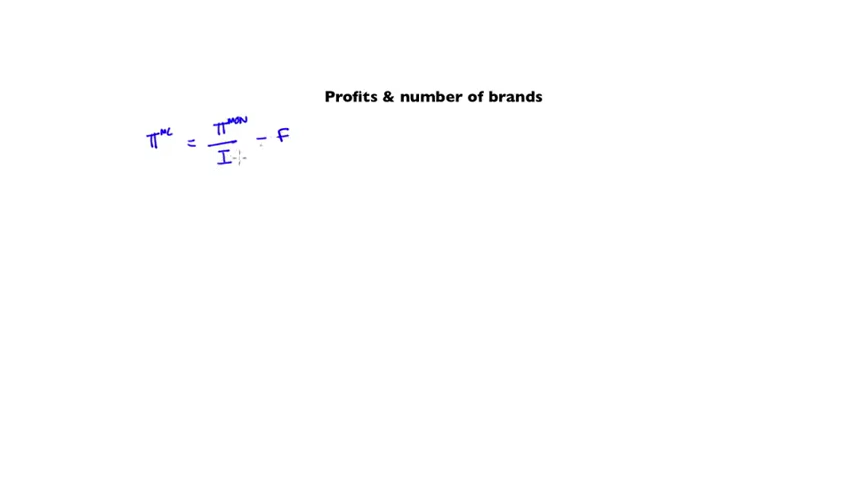 Profits & number of brands
π^MC = π^MON / I - F